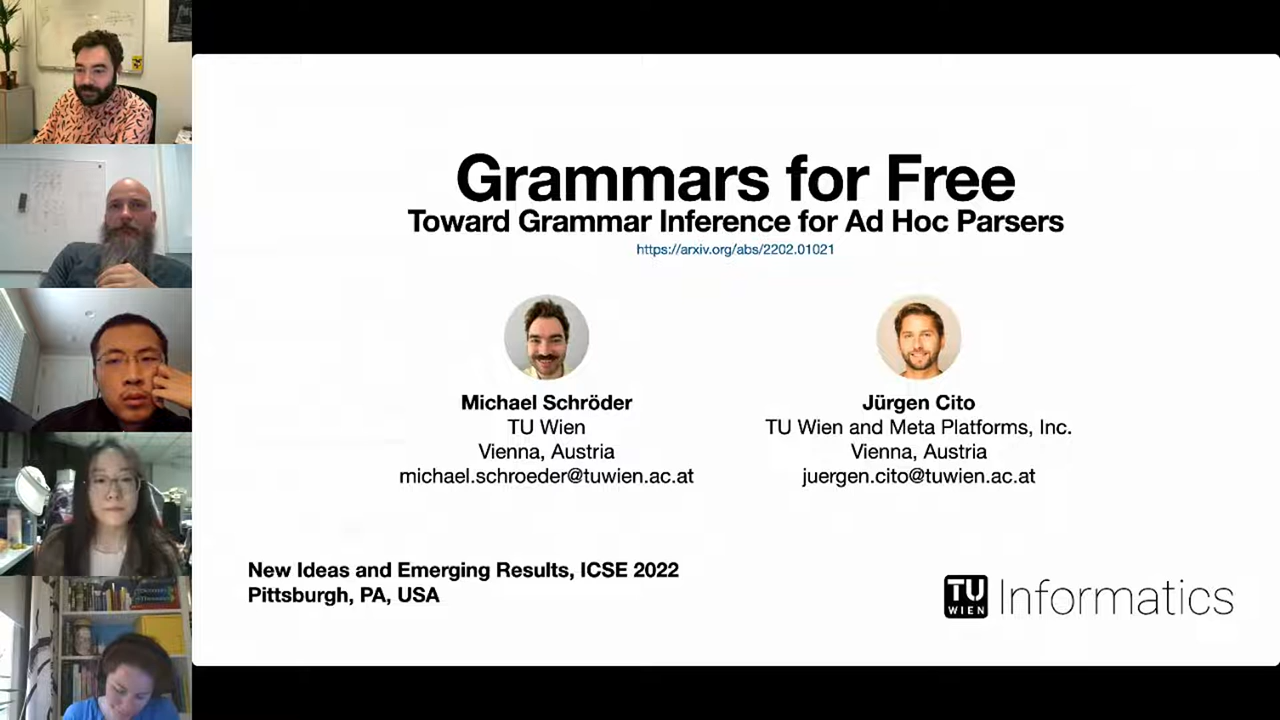 Grammars for Free
Toward Grammar Inference for Ad Hoc Parsers
https://arxiv.org/abs/2202.01021
Michael Schröder
TU Wien
Vienna, Austria
michael.schroeder@tuwien.ac.at
Jürgen Cito
TU Wien and Meta Platforms, Inc.
Vienna, Austria
juergen.cito@tuwien.ac.at
New Ideas and Emerging Results, ICSE 2022
Pittsburgh, PA, USA
TU
WIEN
Informatics